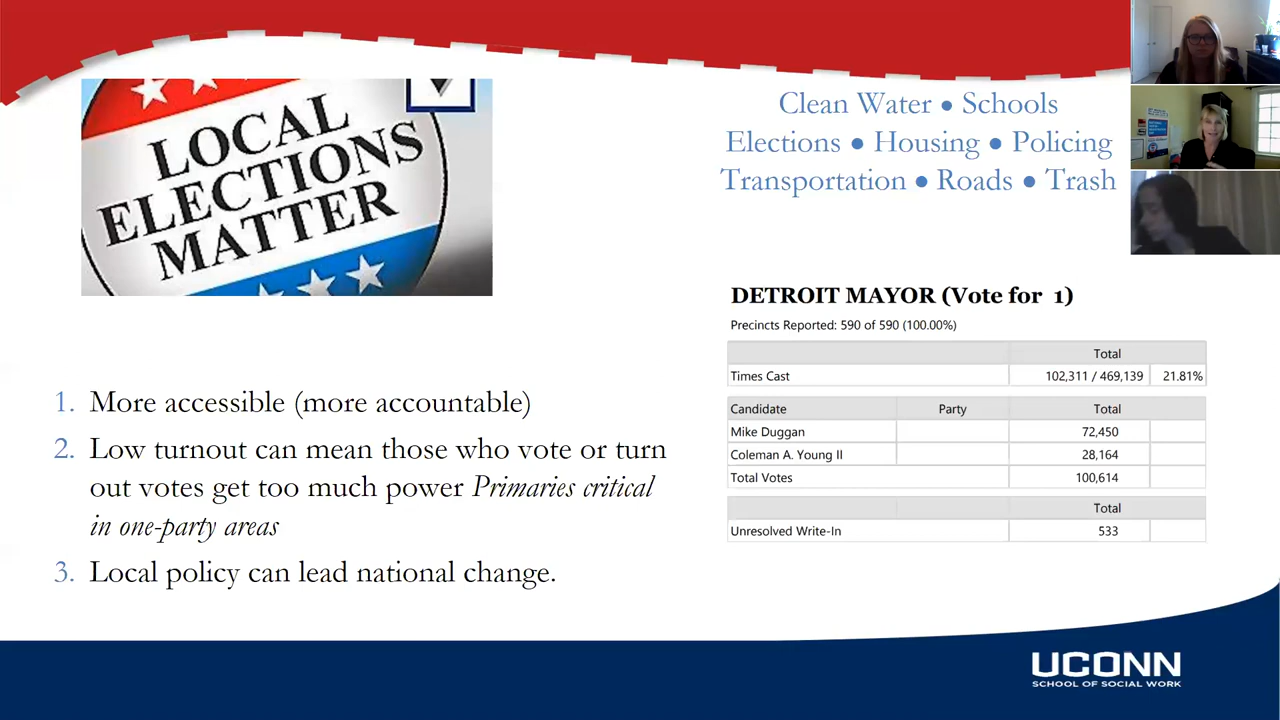 LOCAL
ELECTIONS
MATTER
Clean Water ● Schools
Elections ● Housing ● Policing
Transportation ● Roads ● Trash
1. More accessible (more accountable)
2. Low turnout can mean those who vote or turn
out votes get too much power Primaries critical
in one-party areas
3. Local policy can lead national change.
DETROIT MAYOR (Vote for 1)
Precincts Reported: 590 of 590 (100.00%)
Total
Times Cast 102,311 / 469,139 21.81%
Candidate Party Total
Mike Duggan 72,450
Coleman A. Young II 28,164
Total Votes 100,614
Total
Unresolved Write-In 533
UCONN
SCHOOL OF SOCIAL WORK